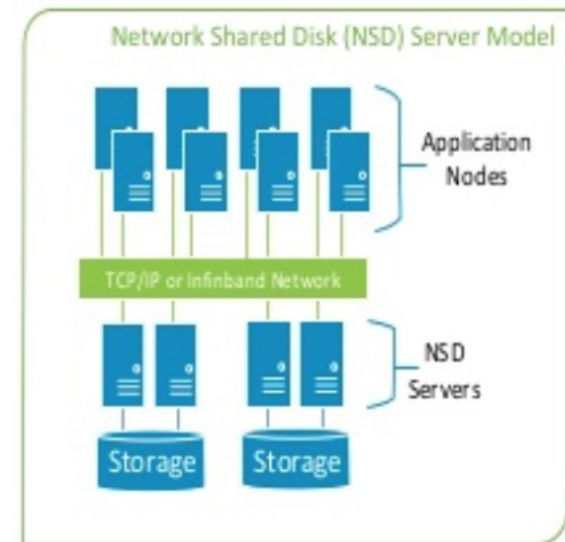 Network Shared Disk (NSD) Server Model
Application
Nodes
TCP/IP or Infinband Network
NSD
Servers
Storage
Storage